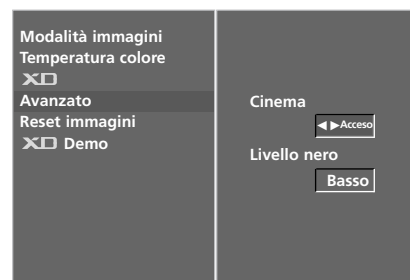 Modalità immagini
Temperatura colore
XD
Avanzato
Reset immagini
XD Demo
Cinema
◀ ▶ Acceso
Livello nero
Basso